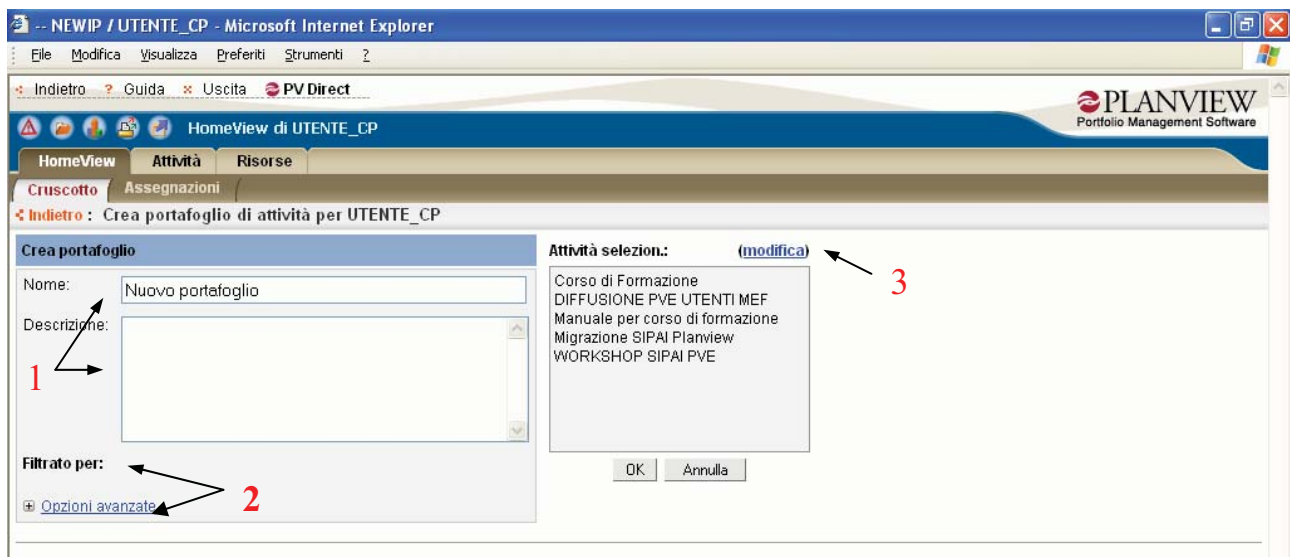 -- NEWIP / UTENTE_CP - Microsoft Internet Explorer
File Modifica Visualizza Preferiti Strumenti ?
Indietro ? Guida × Uscita PV Direct
PLANVIEW
Portfolio Management Software
HomeView di UTENTE_CP
HomeView Attività Risorse
Cruscotto Assegnazioni
Indietro : Crea portafoglio di attività per UTENTE_CP
Crea portafoglio
Nome: Nuovo portafoglio
Descrizione:
1
Filtrato per:
2
Opzioni avanzate
Attività selezion.: (modifica)
3
Corso di Formazione
DIFFUSIONE PVE UTENTI MEF
Manuale per corso di formazione
Migrazione SIPAI Planview
WORKSHOP SIPAI PVE
OK Annulla